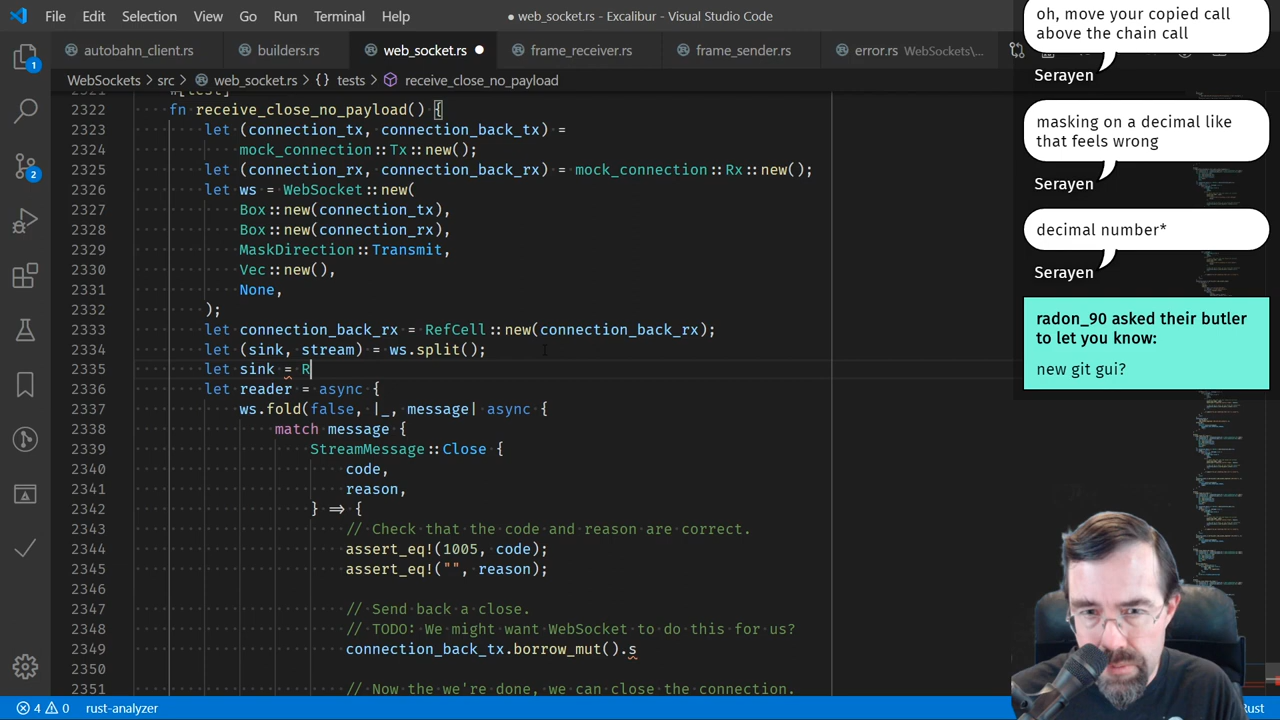 File Edit Selection View Go Run Terminal Help
● web_socket.rs - Excalibur - Visual Studio Code
autobahn_client.rs builders.rs web_socket.rs ● frame_receiver.rs frame_sender.rs error.rs WebSockets\...
WebSockets > src > web_socket.rs > {} tests > receive_close_no_payload
2322 fn receive_close_no_payload() {
2323 let (connection_tx, connection_back_tx) =
2324 mock_connection::Tx::new();
2325 let (connection_rx, connection_back_rx) = mock_connection::Rx::new();
2326 let ws = WebSocket::new(
2327 Box::new(connection_tx),
2328 Box::new(connection_rx),
2329 MaskDirection::Transmit,
2330 Vec::new(),
2331 None,
2332 );
2333 let connection_back_rx = RefCell::new(connection_back_rx);
2334 let (sink, stream) = ws.split();
2335 let sink = R
2336 let reader = async {
2337 ws.fold(false, |_, message| async {
2338 match message {
2339 StreamMessage::Close {
2340 code,
2341 reason,
2342 } => {
2343 // Check that the code and reason are correct.
2344 assert_eq!(1005, code);
2345 assert_eq!("", reason);
2346
2347 // Send back a close.
2348 // TODO: We might want WebSocket to do this for us?
2349 connection_back_tx.borrow_mut().s
2350
2351 // Now the we're done, we can close the connection.
1
2
4 0 rust-analyzer
Rust
oh, move your copied call
above the chain call
Serayen
masking on a decimal like
that feels wrong
Serayen
decimal number*
Serayen
radon_90 asked their butler
to let you know:
new git gui?